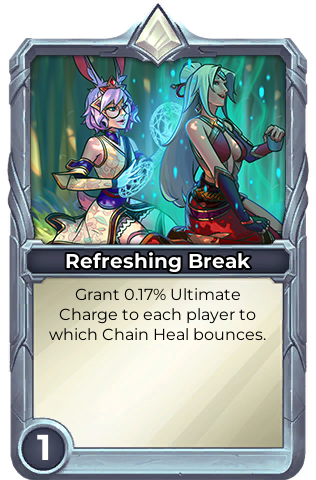 Refreshing Break
Grant 0.17% Ultimate
Charge to each player to
which Chain Heal bounces.
1